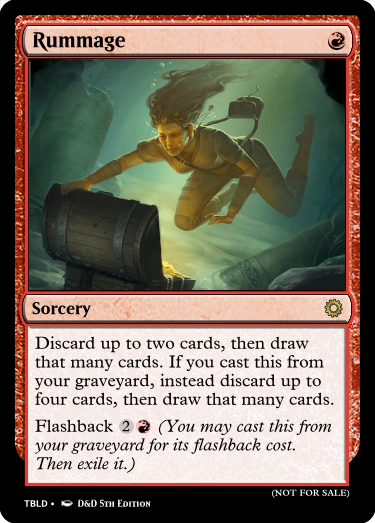 Rummage
Sorcery
Discard up to two cards, then draw
that many cards. If you cast this from
your graveyard, instead discard up to
four cards, then draw that many cards.
Flashback 2 (You may cast this from
your graveyard for its flashback cost.
Then exile it.)
(NOT FOR SALE)
TBLD • D&D 5TH EDITION